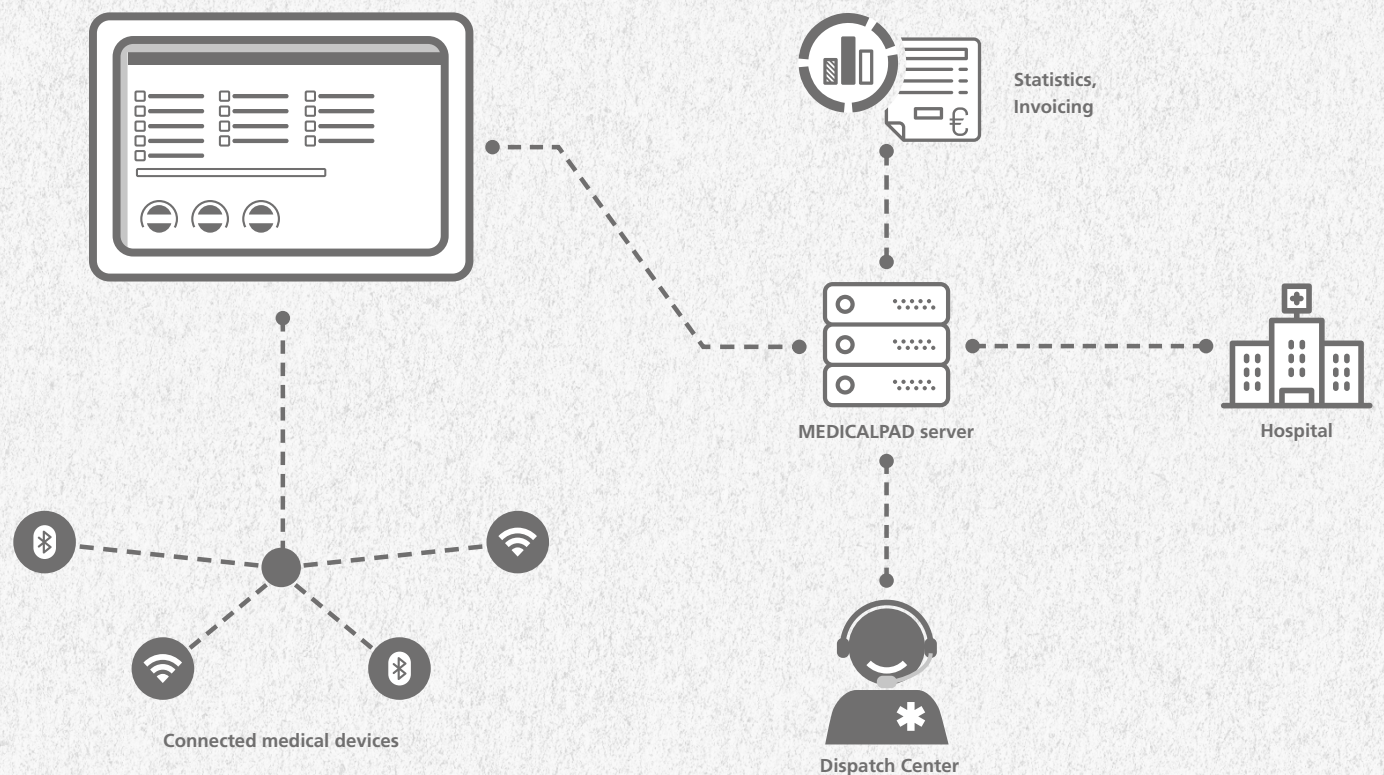 Statistics,
Invoicing
€
MEDICALPAD server
Hospital
Connected medical devices
Dispatch Center